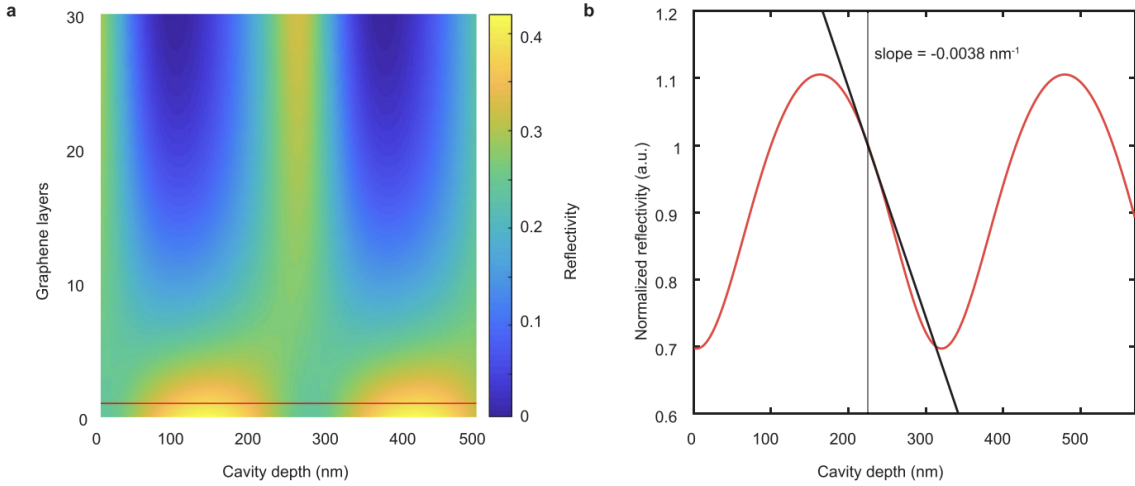 a
30
20
10
0
Graphene layers
0 100 200 300 400 500
Cavity depth (nm)
0.4
0.3
0.2
0.1
0
Reflectivity
b
1.2
1.1
1
0.9
0.8
0.7
0.6
Normalized reflectivity (a.u.)
slope = -0.0038 nm⁻¹
0 100 200 300 400 500
Cavity depth (nm)